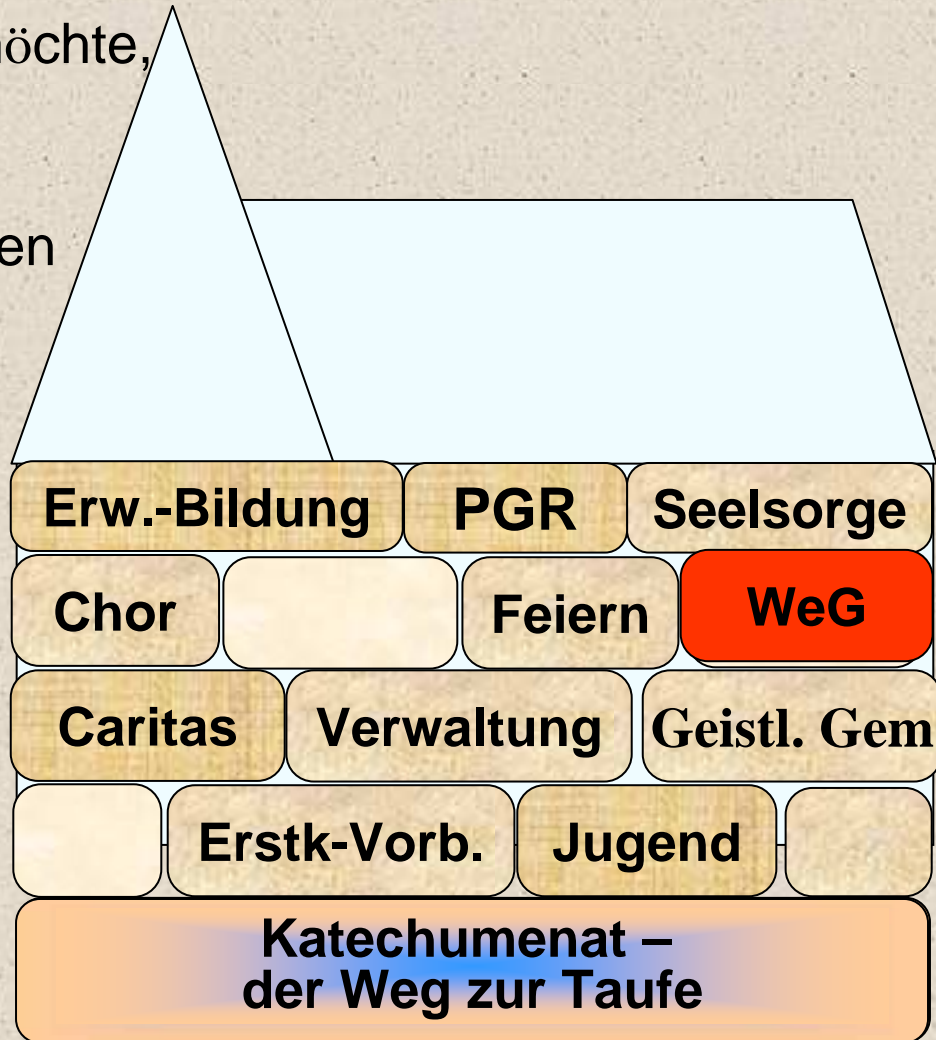 möchte,
en
Erw.-Bildung PGR Seelsorge
Chor Feiern WeG
Caritas Verwaltung Geistl. Gem
Erstk-Vorb. Jugend
Katechumenat –
der Weg zur Taufe